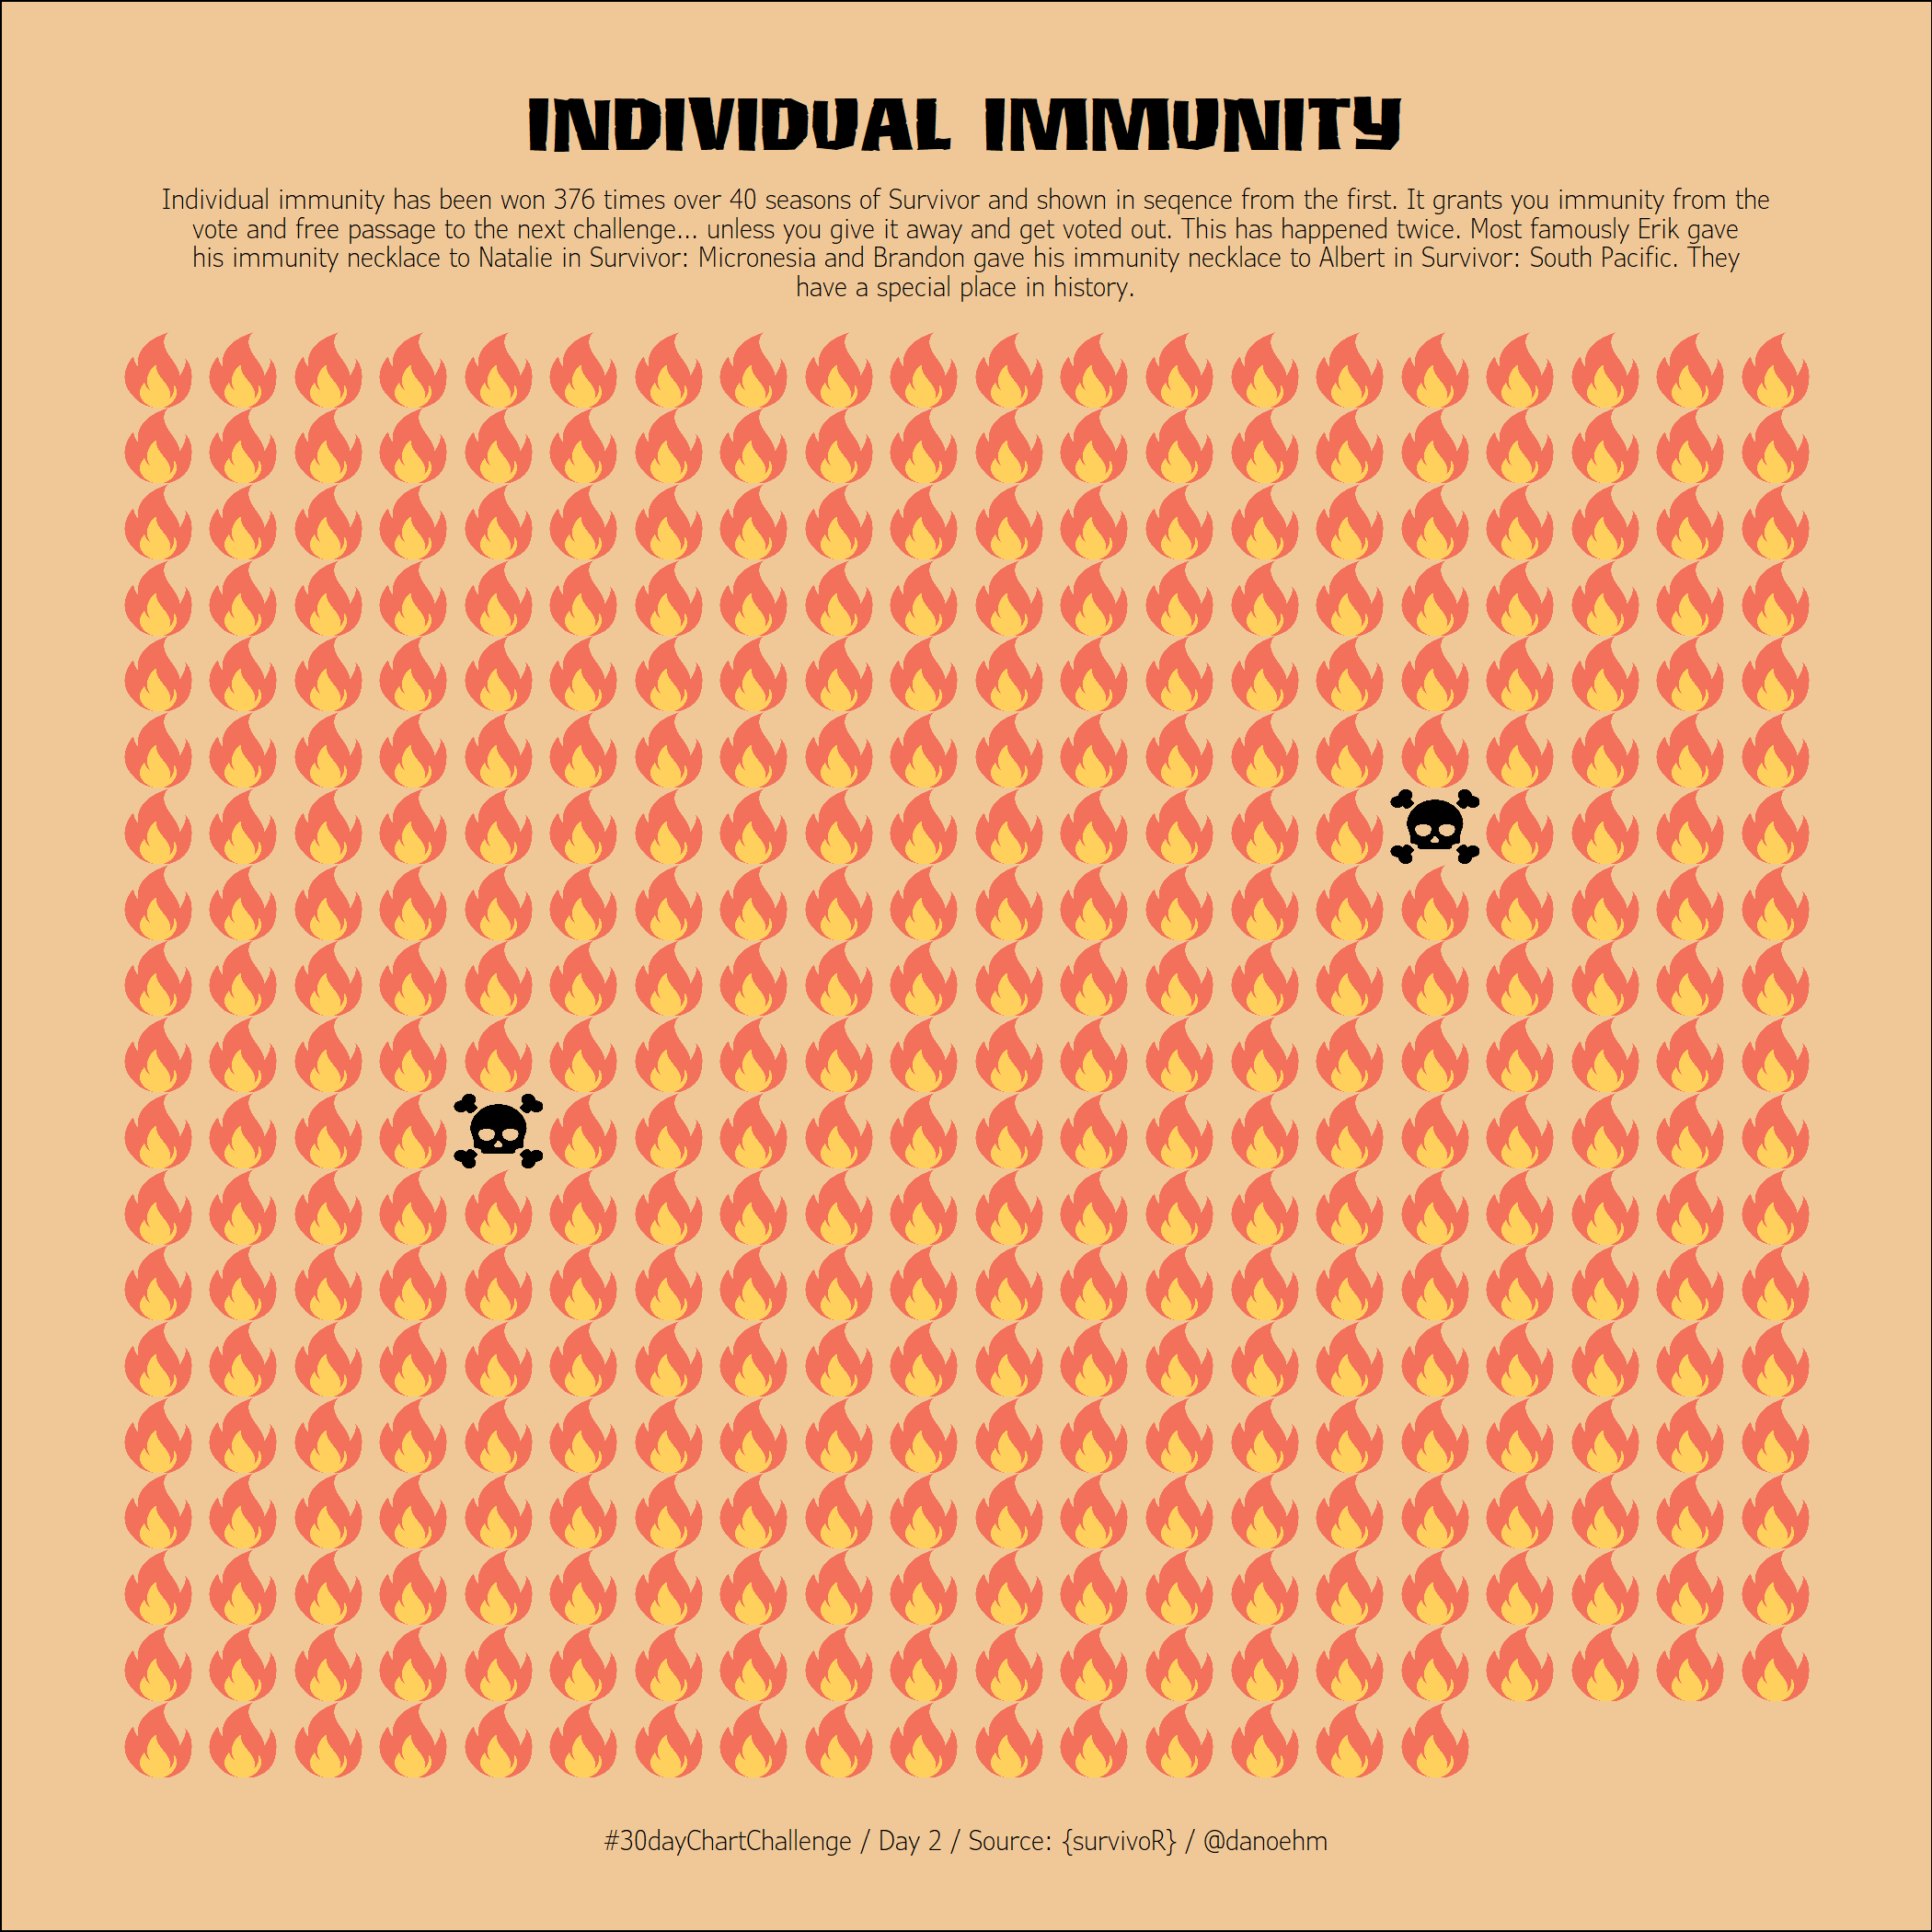 INDIVIDUAL IMMUNITY
Individual immunity has been won 376 times over 40 seasons of Survivor and shown in seqence from the first. It grants you immunity from the
vote and free passage to the next challenge... unless you give it away and get voted out. This has happened twice. Most famously Erik gave
his immunity necklace to Natalie in Survivor: Micronesia and Brandon gave his immunity necklace to Albert in Survivor: South Pacific. They
have a special place in history.
#30dayChartChallenge / Day 2 / Source: {survivoR} / @danoehm